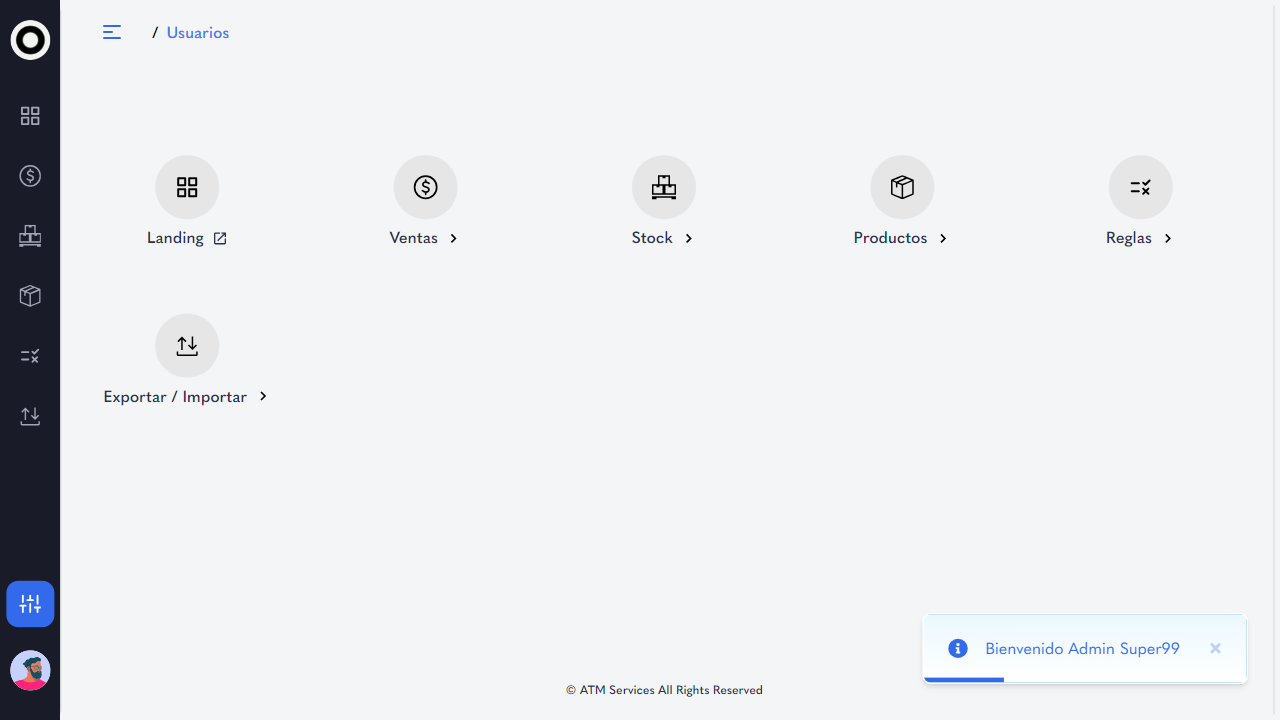 / Usuarios
Landing
Ventas
Stock
Productos
Reglas
Exportar / Importar
Bienvenido Admin Super99
© ATM Services All Rights Reserved